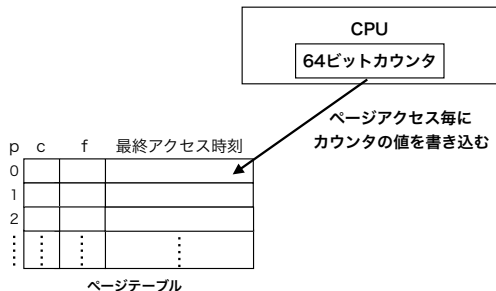 CPU
64ビットカウンタ
ページアクセス毎に
カウンタの値を書き込む
p c f 最終アクセス時刻
0
1
2
ページテーブル